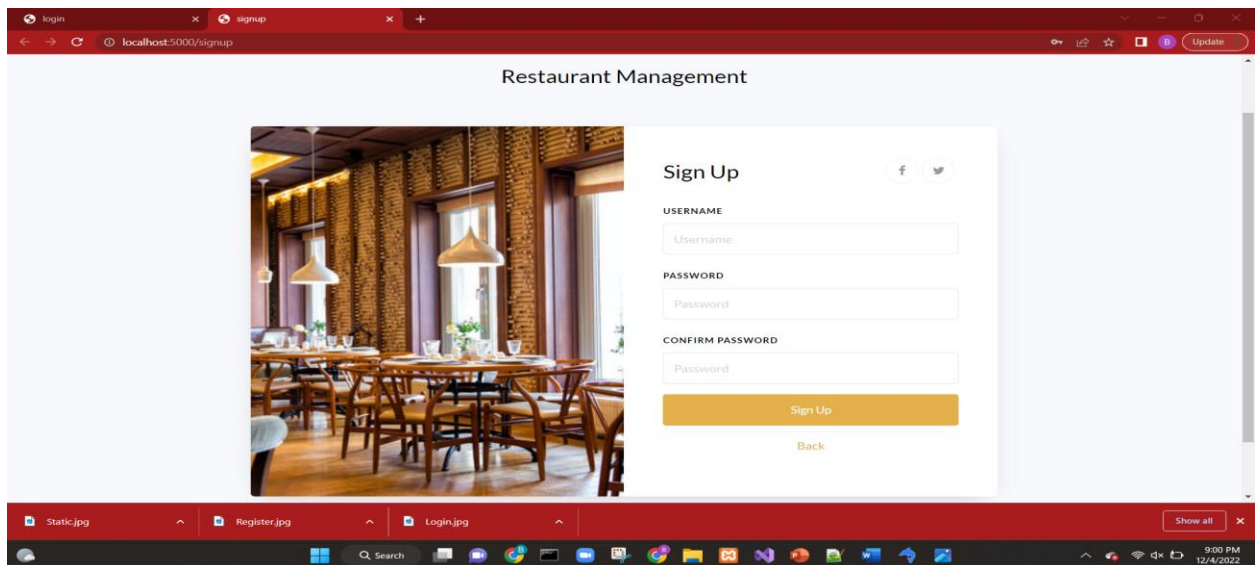 login
signup
localhost:5000/signup
B
Update
Restaurant Management
Sign Up
USERNAME
Username
PASSWORD
Password
CONFIRM PASSWORD
Password
Sign Up
Back
Static.jpg
Register.jpg
Login.jpg
Show all
Search
9:00 PM
12/4/2022